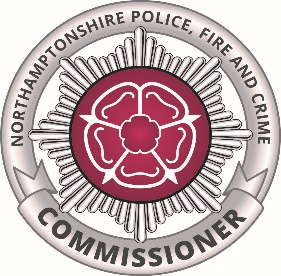 NORTHAMPTONSHIRE POLICE, FIRE AND CRIME
COMMISSIONER